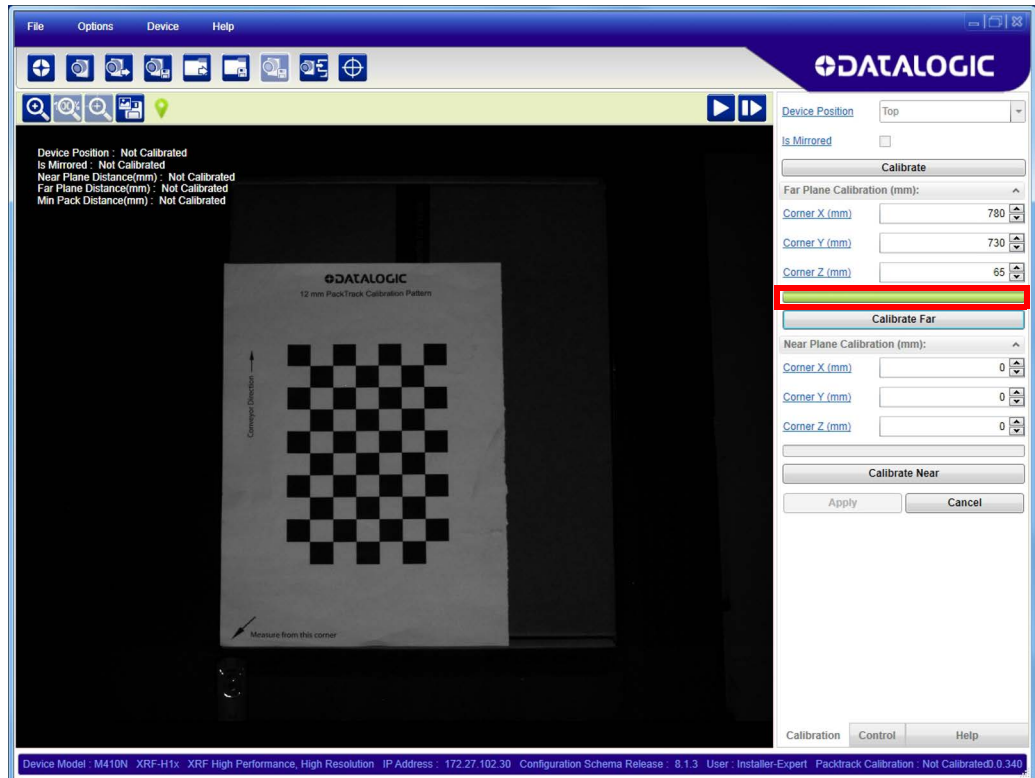 File Options Device Help
DATALOGIC
100%
Device Position Top
Is Mirrored
Calibrate
Far Plane Calibration (mm):
Corner X (mm) 780
Corner Y (mm) 730
Corner Z (mm) 65
Calibrate Far
Near Plane Calibration (mm):
Corner X (mm) 0
Corner Y (mm) 0
Corner Z (mm) 0
Calibrate Near
Apply Cancel
Calibration Control Help
Device Position : Not Calibrated
Is Mirrored : Not Calibrated
Near Plane Distance(mm) : Not Calibrated
Far Plane Distance(mm) : Not Calibrated
Min Pack Distance(mm) : Not Calibrated
DATALOGIC
12 mm PackTrack Calibration Pattern
Conveyor Direction
Measure from this corner
Device Model : M410N XRF-H1x XRF High Performance, High Resolution IP Address : 172.27.102.30 Configuration Schema Release : 8.1.3 User : Installer-Expert Packtrack Calibration : Not Calibrated0.0.340